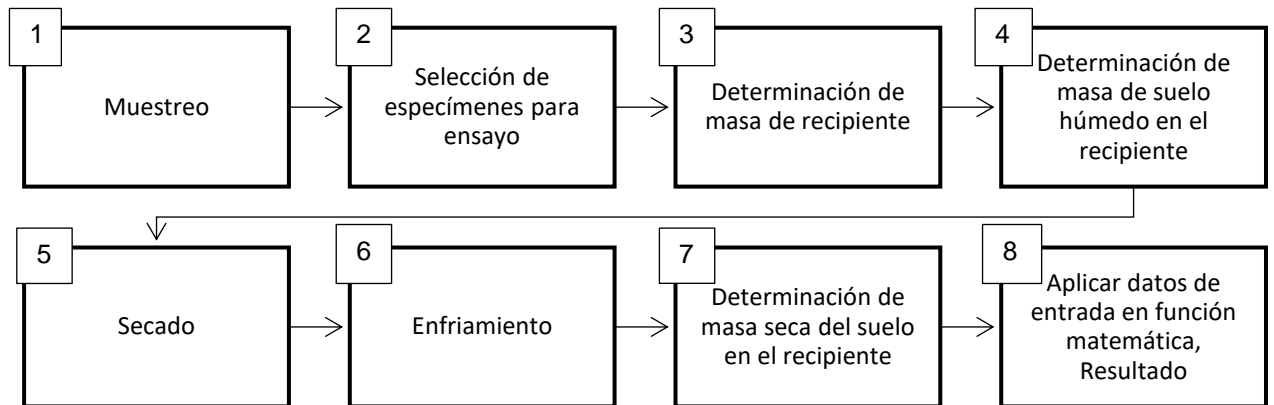 1
Muestreo
2
Selección de
especímenes para
ensayo
3
Determinación de
masa de recipiente
4
Determinación de
masa de suelo
húmedo en el
recipiente
5
Secado
6
Enfriamiento
7
Determinación de
masa seca del suelo
en el recipiente
8
Aplicar datos de
entrada en función
matemática,
Resultado